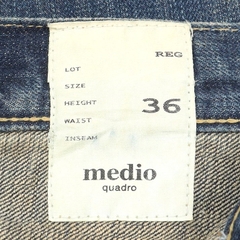 REG
LOT
SIZE
HEIGHT 36
WAIST
INSEAM
medio
quadro